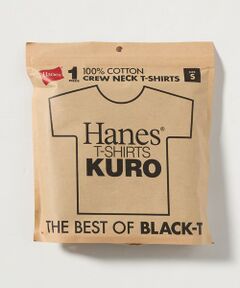 Hanes
1 PIECE
100% COTTON
CREW NECK T-SHIRTS
SIZE S
Hanes®
T-SHIRTS
KURO
THE BEST OF BLACK-T